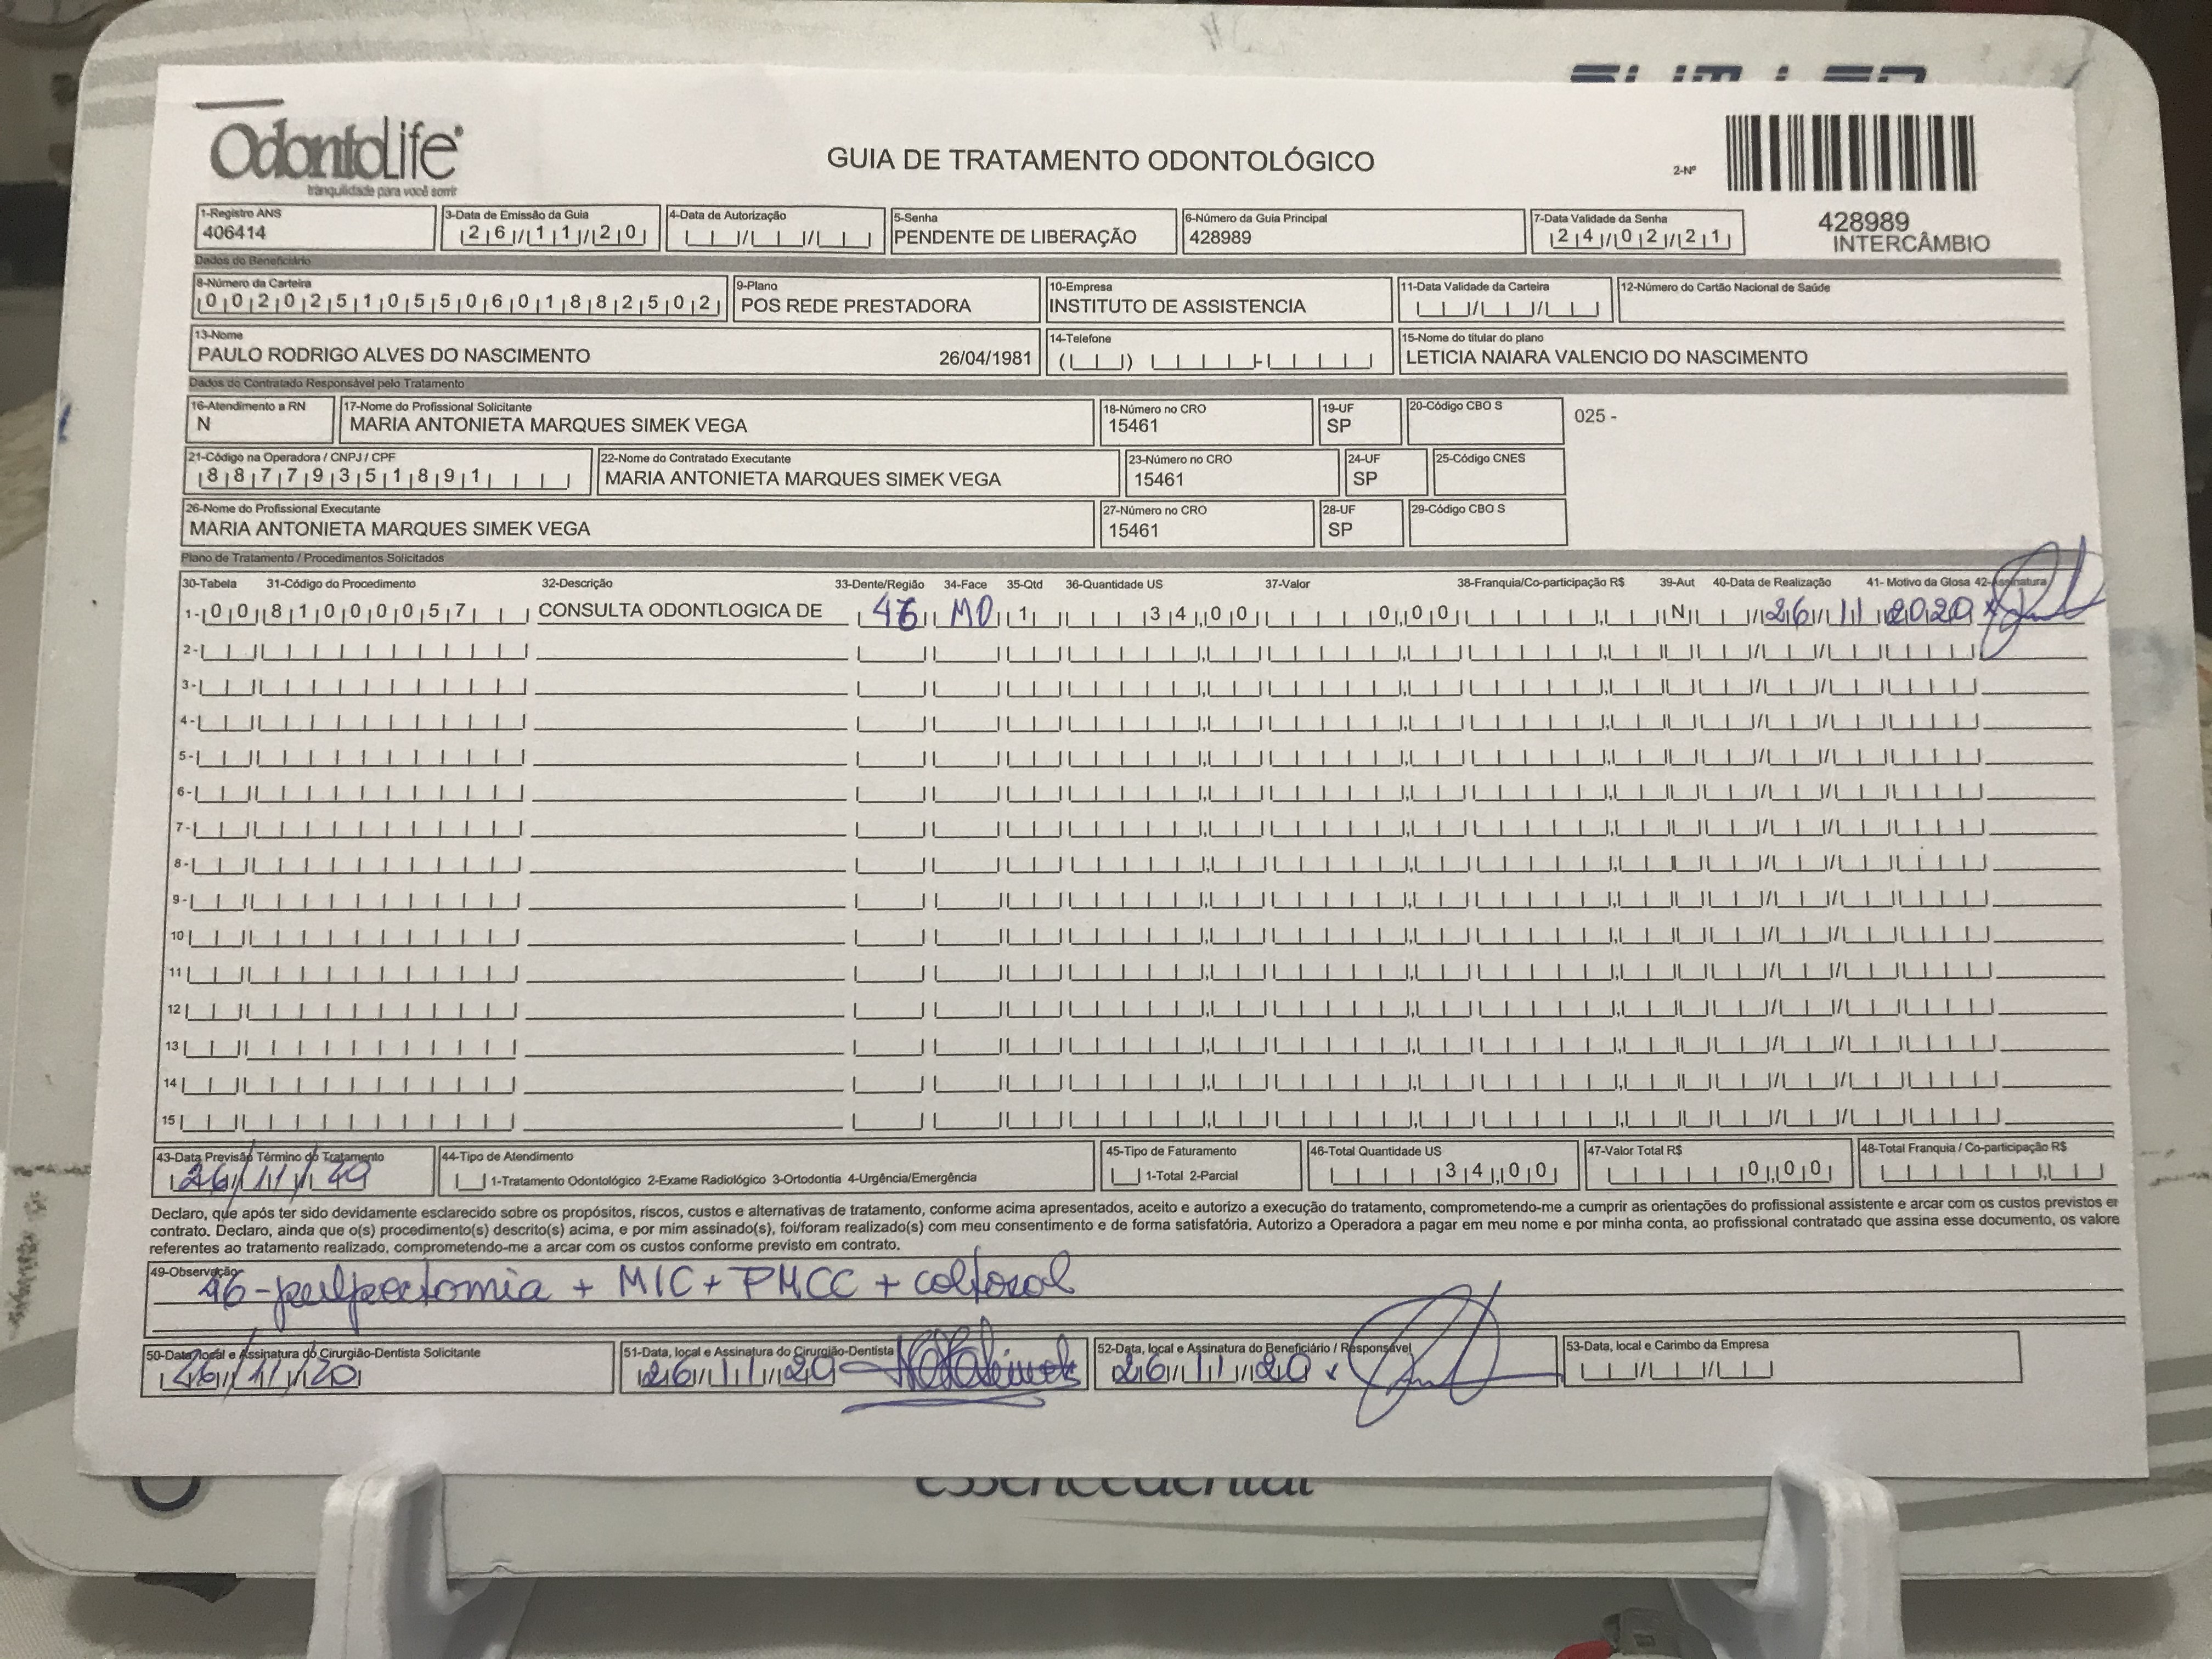 OdontoLife®
tranquilidade para você sorrir
GUIA DE TRATAMENTO ODONTOLÓGICO
2-Nº
428989
INTERCÂMBIO
1-Registro ANS
406414
3-Data de Emissão da Guia
26/11/20
4-Data de Autorização
5-Senha
PENDENTE DE LIBERAÇÃO
6-Número da Guia Principal
428989
7-Data Validade da Senha
24/02/21
Dados do Beneficiário
8-Número da Carteira
00202510550601882502
9-Plano
POS REDE PRESTADORA
10-Empresa
INSTITUTO DE ASSISTENCIA
11-Data Validade da Carteira
12-Número do Cartão Nacional de Saúde
13-Nome
PAULO RODRIGO ALVES DO NASCIMENTO 26/04/1981
14-Telefone
15-Nome do titular do plano
LETICIA NAIARA VALENCIO DO NASCIMENTO
Dados do Contratado Responsável pelo Tratamento
16-Atendimento a RN
N
17-Nome do Profissional Solicitante
MARIA ANTONIETA MARQUES SIMEK VEGA
18-Número no CRO
15461
19-UF
SP
20-Código CBO S
025 -
21-Código na Operadora / CNPJ / CPF
88779351891
22-Nome do Contratado Executante
MARIA ANTONIETA MARQUES SIMEK VEGA
23-Número no CRO
15461
24-UF
SP
25-Código CNES
26-Nome do Profissional Executante
MARIA ANTONIETA MARQUES SIMEK VEGA
27-Número no CRO
15461
28-UF
SP
29-Código CBO S
Plano de Tratamento / Procedimentos Solicitados
30-Tabela 31-Código do Procedimento 32-Descrição 33-Dente/Região 34-Face 35-Qtd 36-Quantidade US 37-Valor 38-Franquia/Co-participação R$ 39-Aut 40-Data de Realização 41- Motivo da Glosa 42-Assinatura
1- 00 81000057 CONSULTA ODONTLOGICA DE 46 MO 1 34,00 0,00 N 26/11/2020
2-
3-
4-
5-
6-
7-
8-
9-
10
11
12
13
14
15
43-Data Previsão Término do Tratamento
26/11/20
44-Tipo de Atendimento
1-Tratamento Odontológico 2-Exame Radiológico 3-Ortodontia 4-Urgência/Emergência
45-Tipo de Faturamento
1-Total 2-Parcial
46-Total Quantidade US
34,00
47-Valor Total R$
0,00
48-Total Franquia / Co-participação R$
Declaro, que após ter sido devidamente esclarecido sobre os propósitos, riscos, custos e alternativas de tratamento, conforme acima apresentados, aceito e autorizo a execução do tratamento, comprometendo-me a cumprir as orientações do profissional assistente e arcar com os custos previstos er
contrato. Declaro, ainda que o(s) procedimento(s) descrito(s) acima, e por mim assinado(s), foi/foram realizado(s) com meu consentimento e de forma satisfatória. Autorizo a Operadora a pagar em meu nome e por minha conta, ao profissional contratado que assina esse documento, os valore
referentes ao tratamento realizado, comprometendo-me a arcar com os custos conforme previsto em contrato.
49-Observação
46-pulpectomia + MIC + PMCC + coltosol
50-Data, local e Assinatura do Cirurgião-Dentista Solicitante
26/11/20
51-Data, local e Assinatura do Cirurgião-Dentista
26/11/20
52-Data, local e Assinatura do Beneficiário / Responsável
26/11/20 x
53-Data, local e Carimbo da Empresa
essencedental